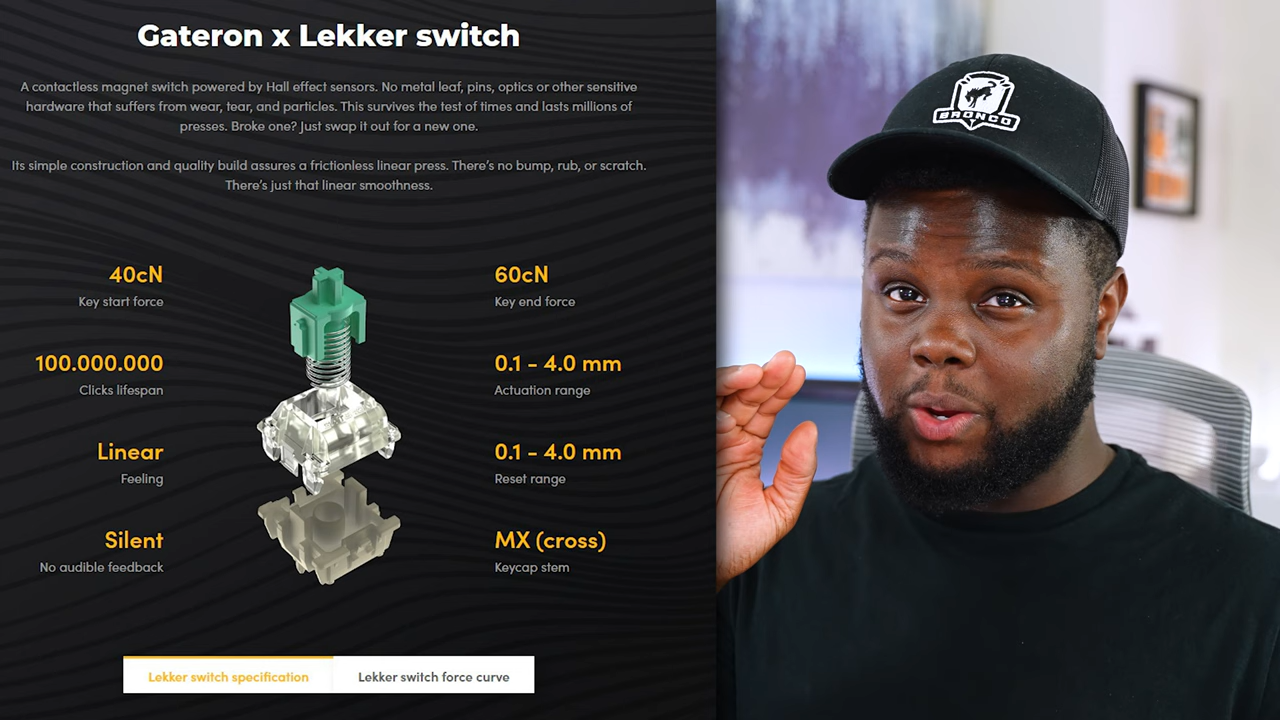 Gateron x Lekker switch
A contactless magnet switch powered by Hall effect sensors. No metal leaf, pins, optics or other sensitive
hardware that suffers from wear, tear, and particles. This survives the test of times and lasts millions of
presses. Broke one? Just swap it out for a new one.
Its simple construction and quality build assures a frictionless linear press. There's no bump, rub, or scratch.
There's just that linear smoothness.
40cN
Key start force
60cN
Key end force
100.000.000
Clicks lifespan
0.1 - 4.0 mm
Actuation range
Linear
Feeling
0.1 - 4.0 mm
Reset range
Silent
No audible feedback
MX (cross)
Keycap stem
Lekker switch specification
Lekker switch force curve
BRONCO